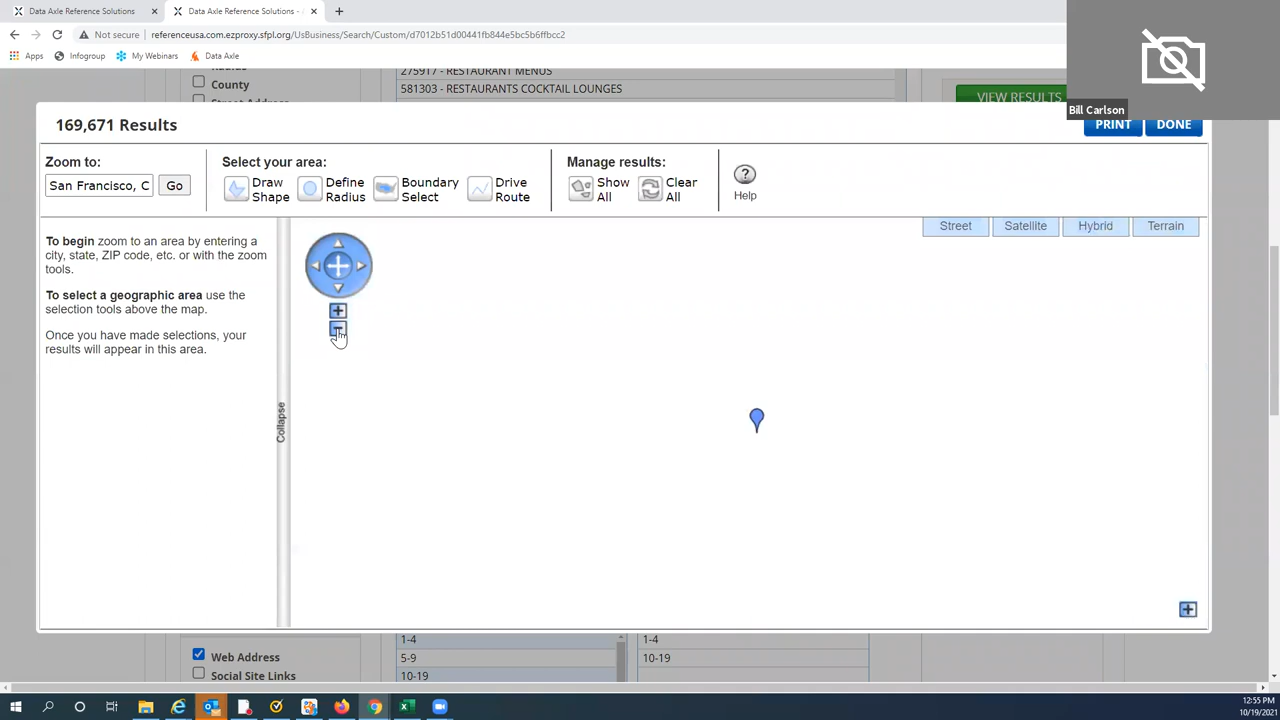 Data Axle Reference Solutions
Data Axle Reference Solutions -
Not secure
referenceusa.com.ezproxy.sfpl.org/UsBusiness/Search/Custom/d7012b51d00441fb844e5bc5b6ffbcc2
Apps
Infogroup
My Webinars
Data Axle
County
275917 - RESTAURANT MENUS
581303 - RESTAURANTS COCKTAIL LOUNGES
VIEW RESULTS
Bill Carlson
169,671 Results
PRINT
DONE
Zoom to:
San Francisco, C
Go
Select your area:
Draw
Shape
Define
Radius
Boundary
Select
Drive
Route
Manage results:
Show
All
Clear
All
Help
Street
Satellite
Hybrid
Terrain
To begin zoom to an area by entering a
city, state, ZIP code, etc. or with the zoom
tools.
To select a geographic area use the
selection tools above the map.
Once you have made selections, your
results will appear in this area.
Collapse
Web Address
Social Site Links
1-4
5-9
10-19
1-4
10-19
12:55 PM
10/19/2021